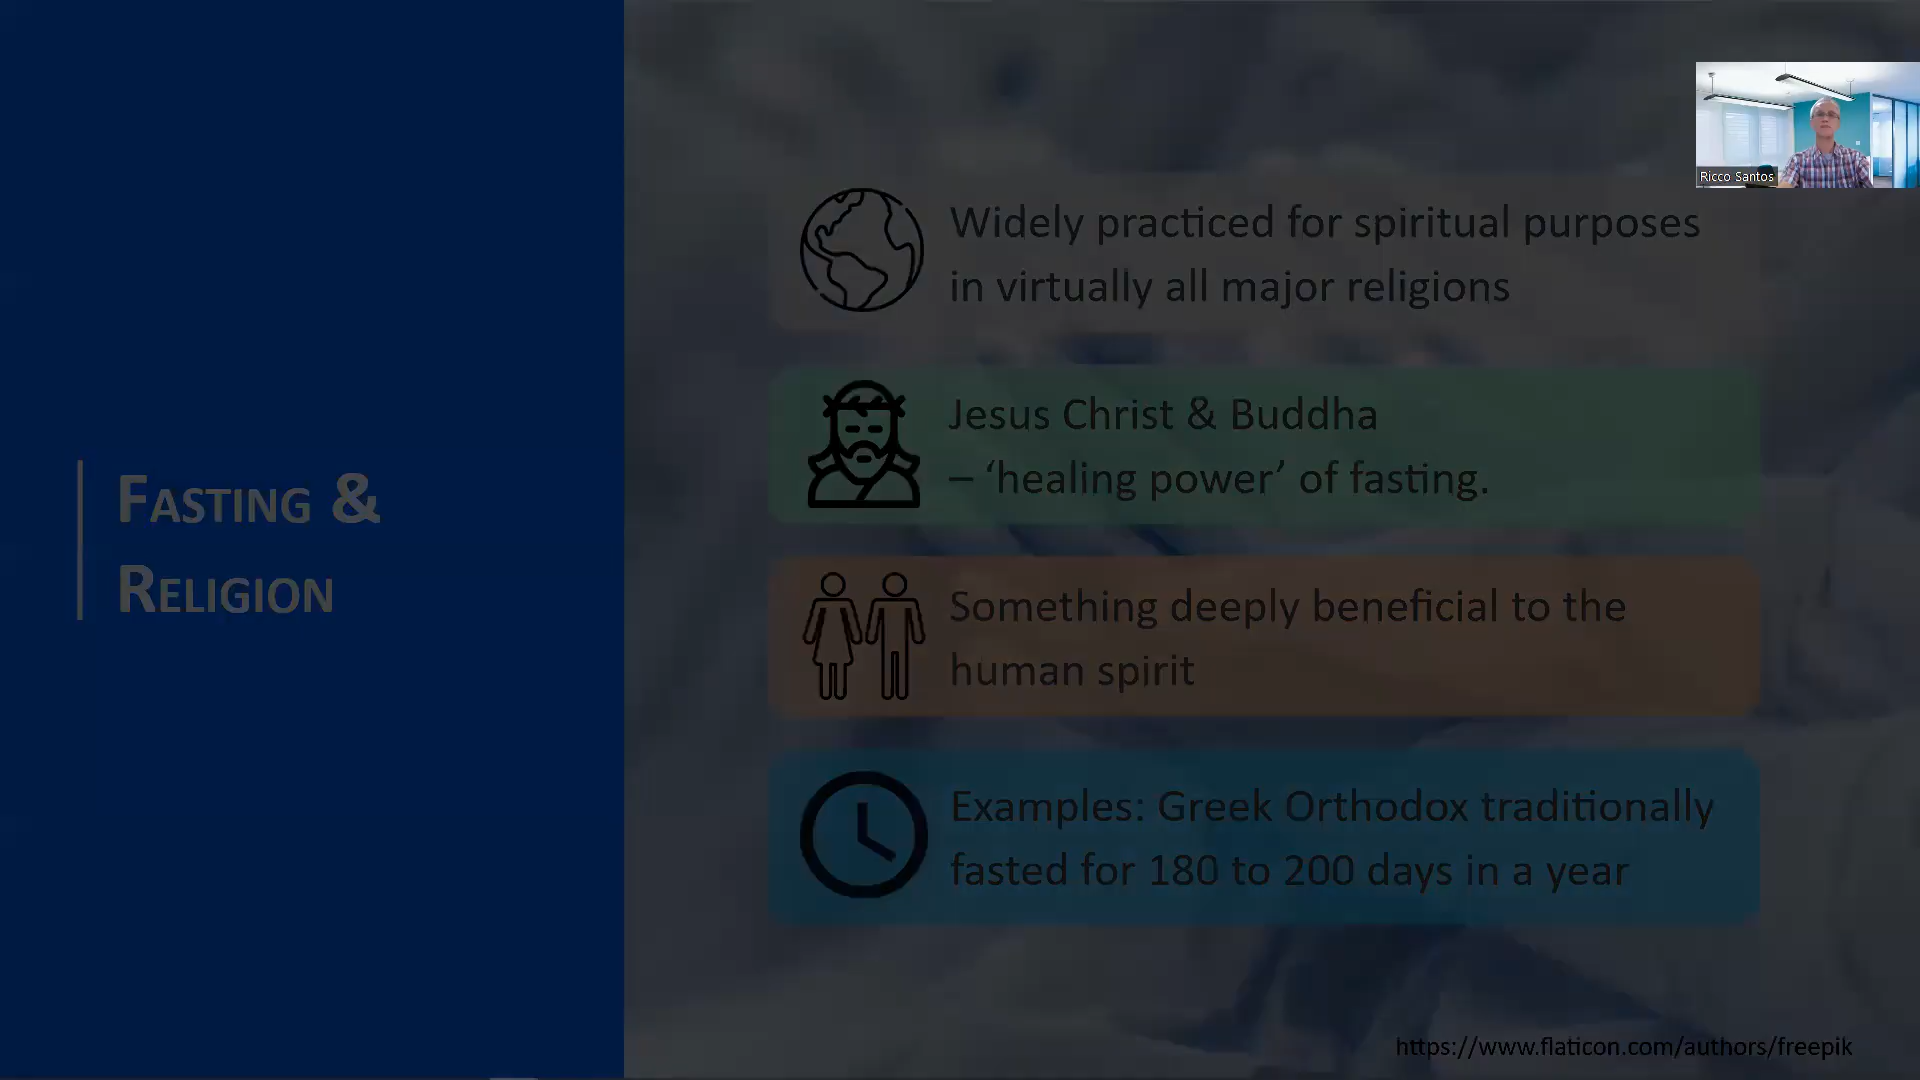 Ricco Santos
FASTING &
RELIGION
Widely practiced for spiritual purposes
in virtually all major religions
Jesus Christ & Buddha
– ‘healing power’ of fasting.
Something deeply beneficial to the
human spirit
Examples: Greek Orthodox traditionally
fasted for 180 to 200 days in a year
https://www.flaticon.com/authors/freepik